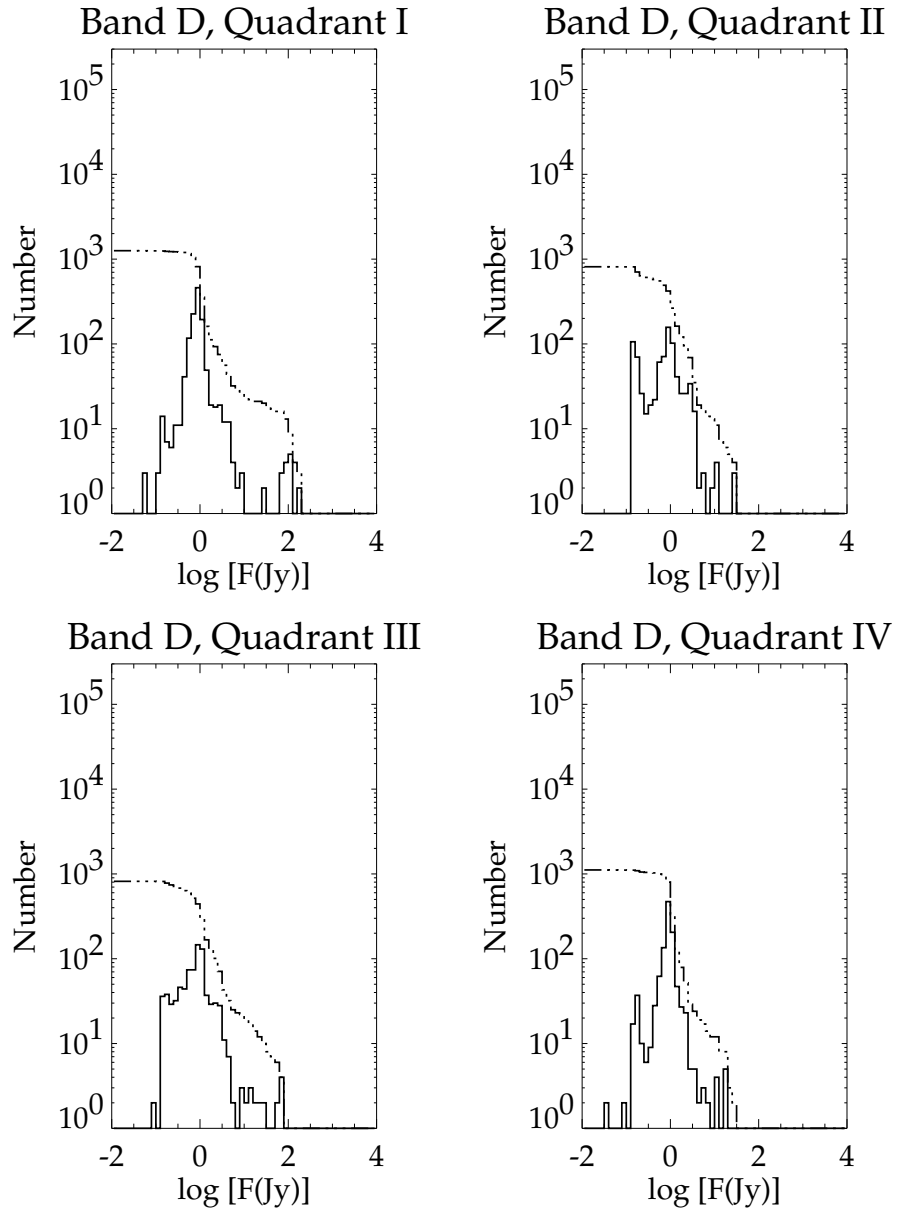 Band D, Quadrant I
10^5
10^4
10^3
10^2
10^1
10^0
Number
-2 0 2 4
log [F(Jy)]
Band D, Quadrant II
10^5
10^4
10^3
10^2
10^1
10^0
Number
-2 0 2 4
log [F(Jy)]
Band D, Quadrant III
10^5
10^4
10^3
10^2
10^1
10^0
Number
-2 0 2 4
log [F(Jy)]
Band D, Quadrant IV
10^5
10^4
10^3
10^2
10^1
10^0
Number
-2 0 2 4
log [F(Jy)]